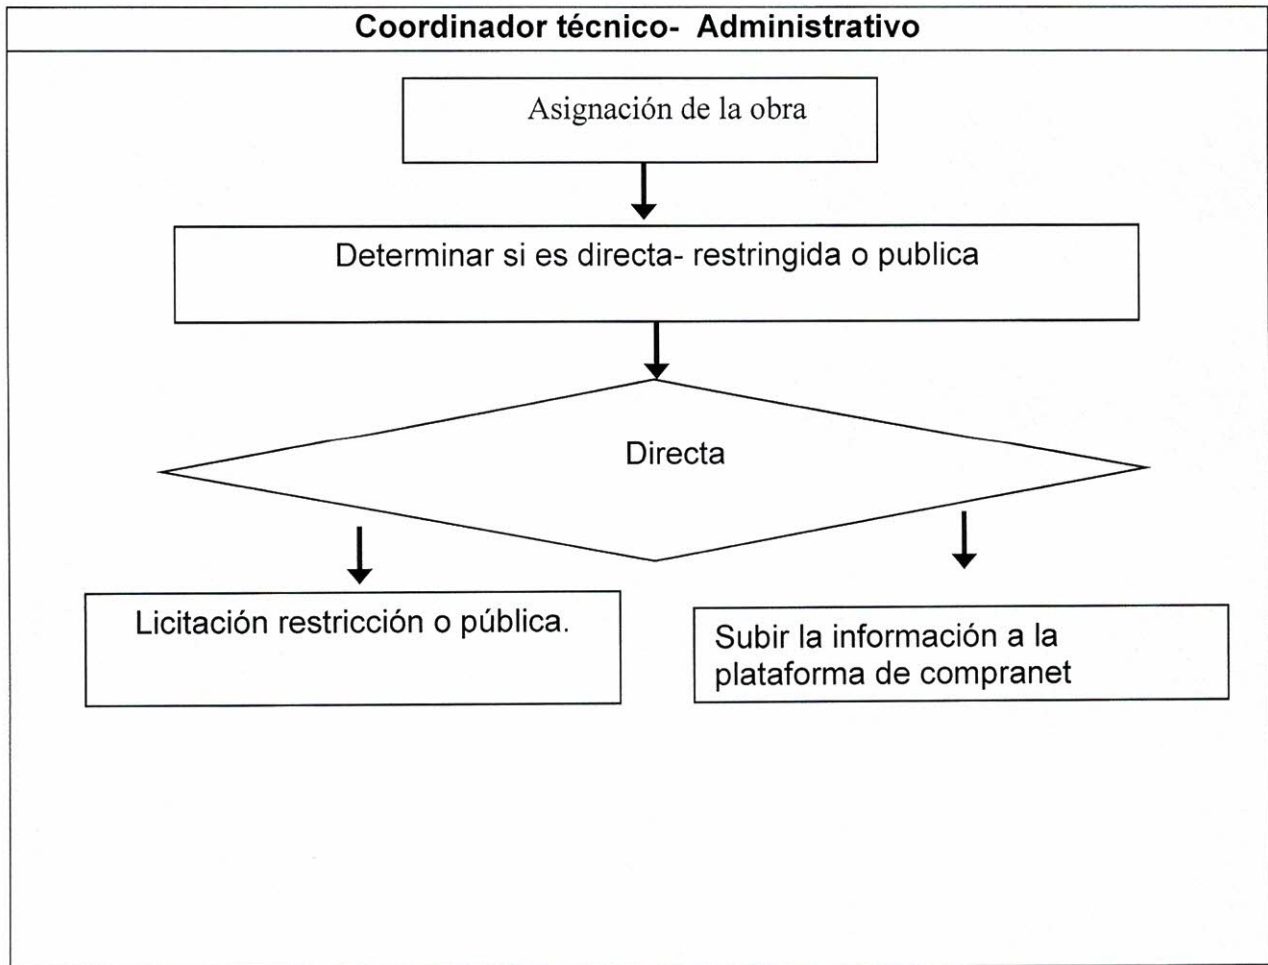 Coordinador técnico- Administrativo
Asignación de la obra
Determinar si es directa- restringida o publica
Directa
Licitación restricción o pública.
Subir la información a la
plataforma de compranet